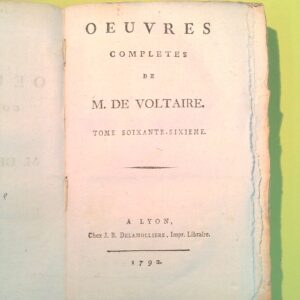 OEUVRES
COMPLETES
DE
M. DE VOLTAIRE.
TOME SOIXANTE-SIXIEME.
A LYON,
Chez J. B. DELAMOLLIERE, Impr. Libraire.
1792.